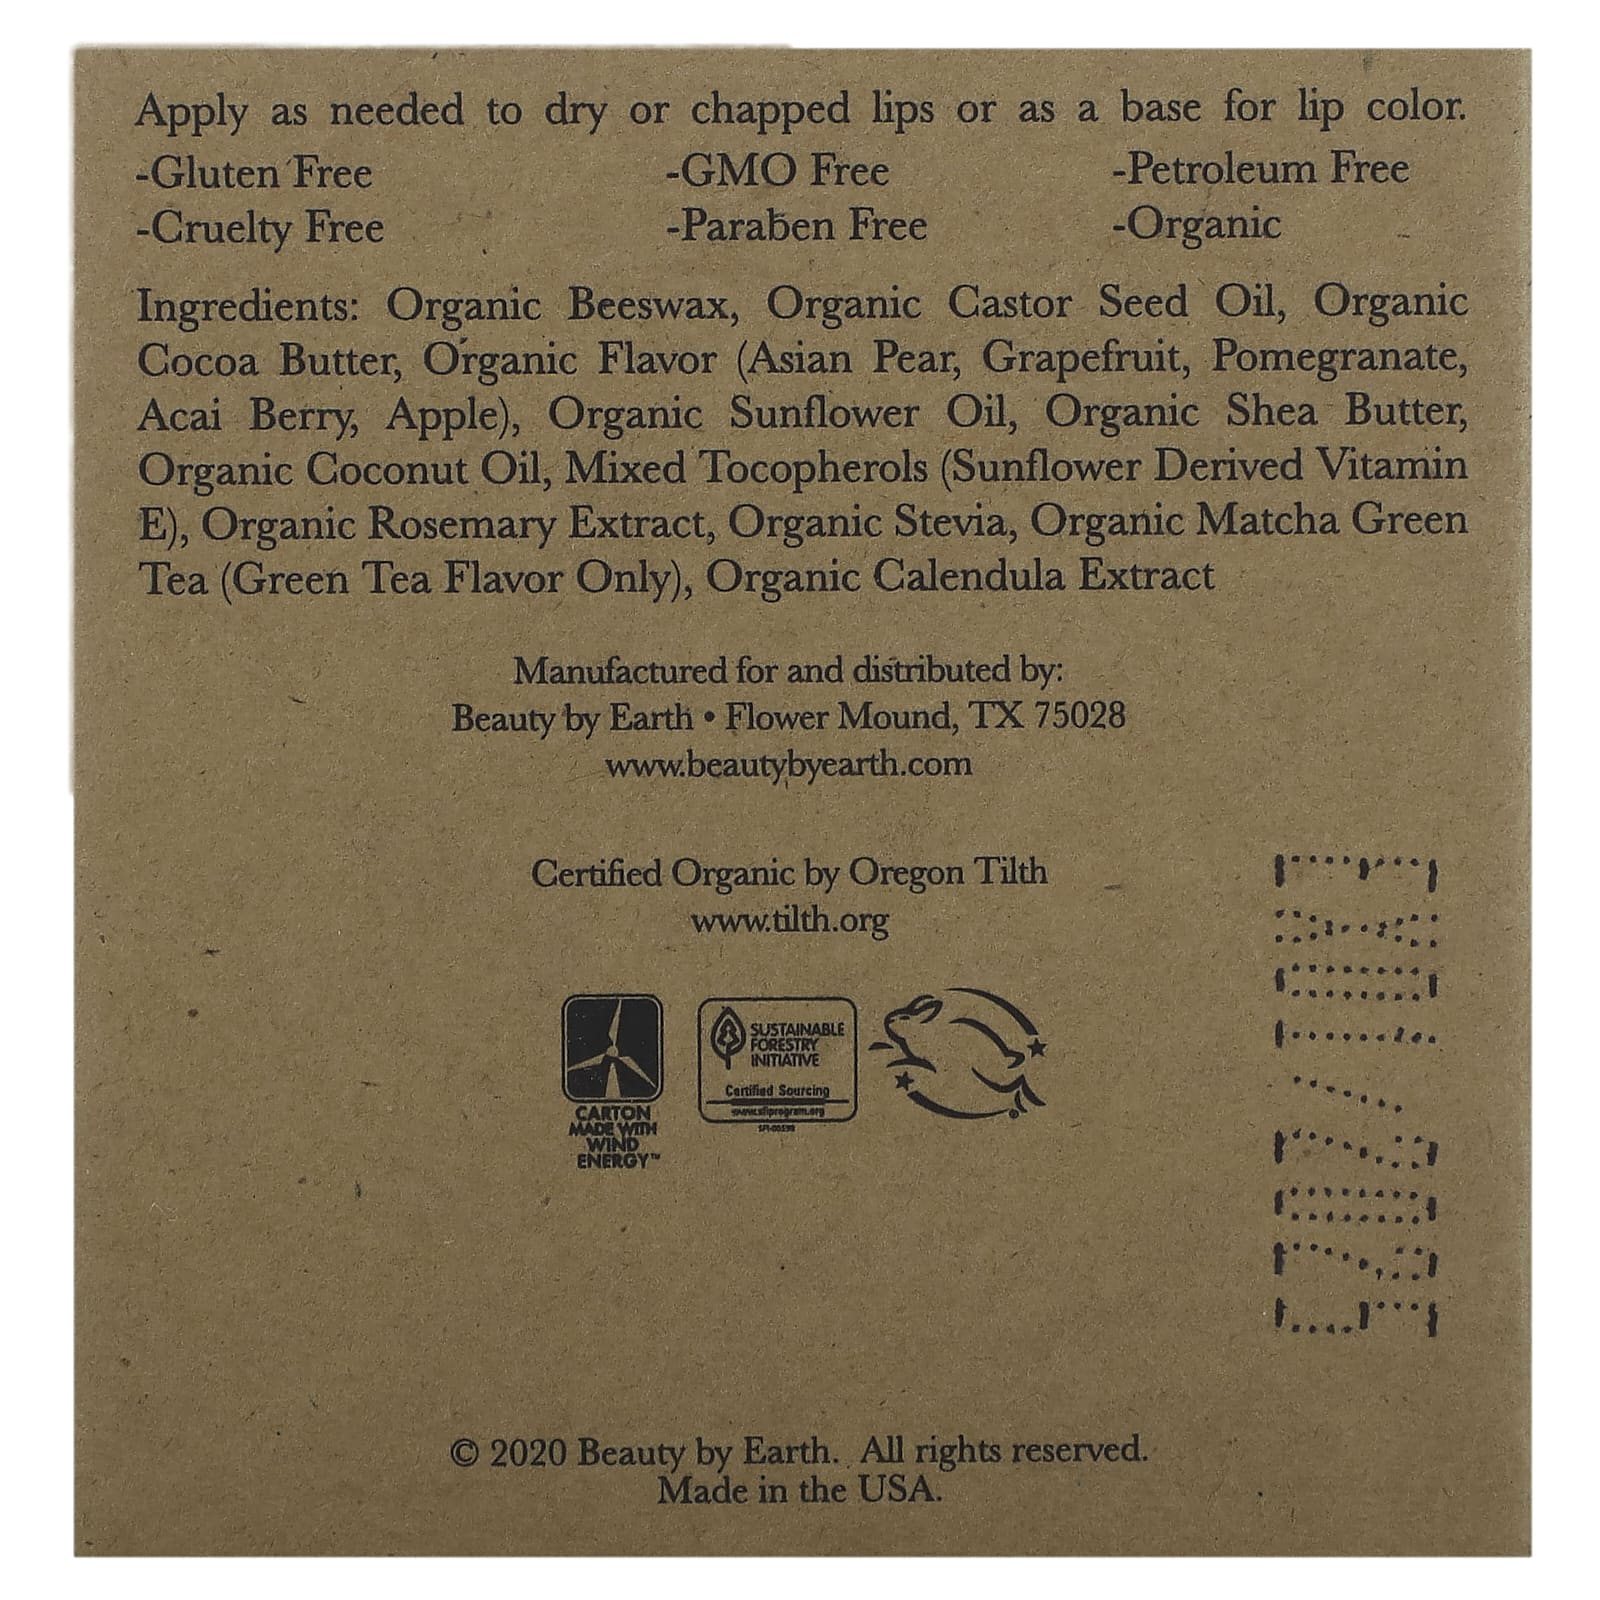 Apply as needed to dry or chapped lips or as a base for lip color.
-Gluten Free -GMO Free -Petroleum Free
-Cruelty Free -Paraben Free -Organic
Ingredients: Organic Beeswax, Organic Castor Seed Oil, Organic
Cocoa Butter, Organic Flavor (Asian Pear, Grapefruit, Pomegranate,
Acai Berry, Apple), Organic Sunflower Oil, Organic Shea Butter,
Organic Coconut Oil, Mixed Tocopherols (Sunflower Derived Vitamin
E), Organic Rosemary Extract, Organic Stevia, Organic Matcha Green
Tea (Green Tea Flavor Only), Organic Calendula Extract
Manufactured for and distributed by:
Beauty by Earth • Flower Mound, TX 75028
www.beautybyearth.com
Certified Organic by Oregon Tilth
www.tilth.org
CARTON
MADE WITH
WIND
ENERGY™
SUSTAINABLE
FORESTRY
INITIATIVE
Certified Sourcing
www.sfiprogram.org
EX01/2025
© 2020 Beauty by Earth. All rights reserved.
Made in the USA.